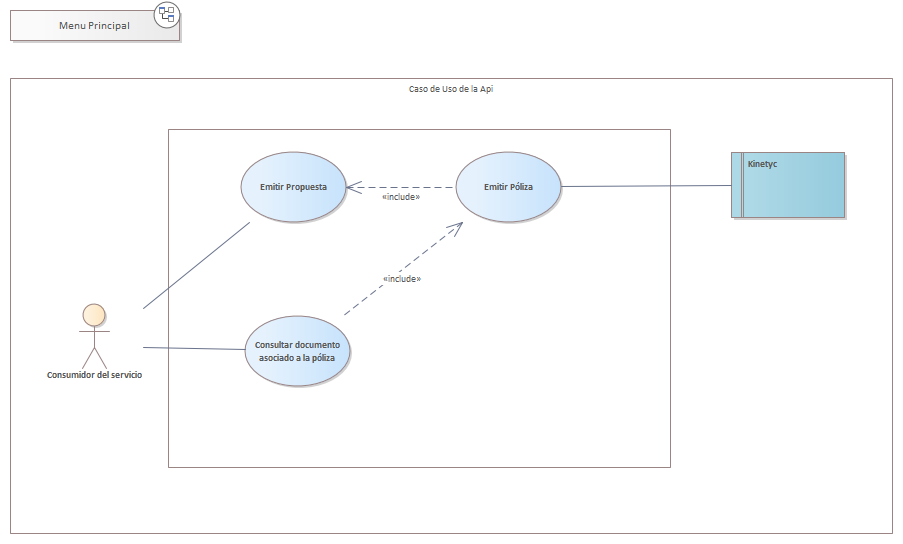 Menu Principal
Caso de Uso de la Api
Emitir Propuesta
«include»
Emitir Póliza
Kinetyc
«include»
Consultar documento
asociado a la póliza
Consumidor del servicio